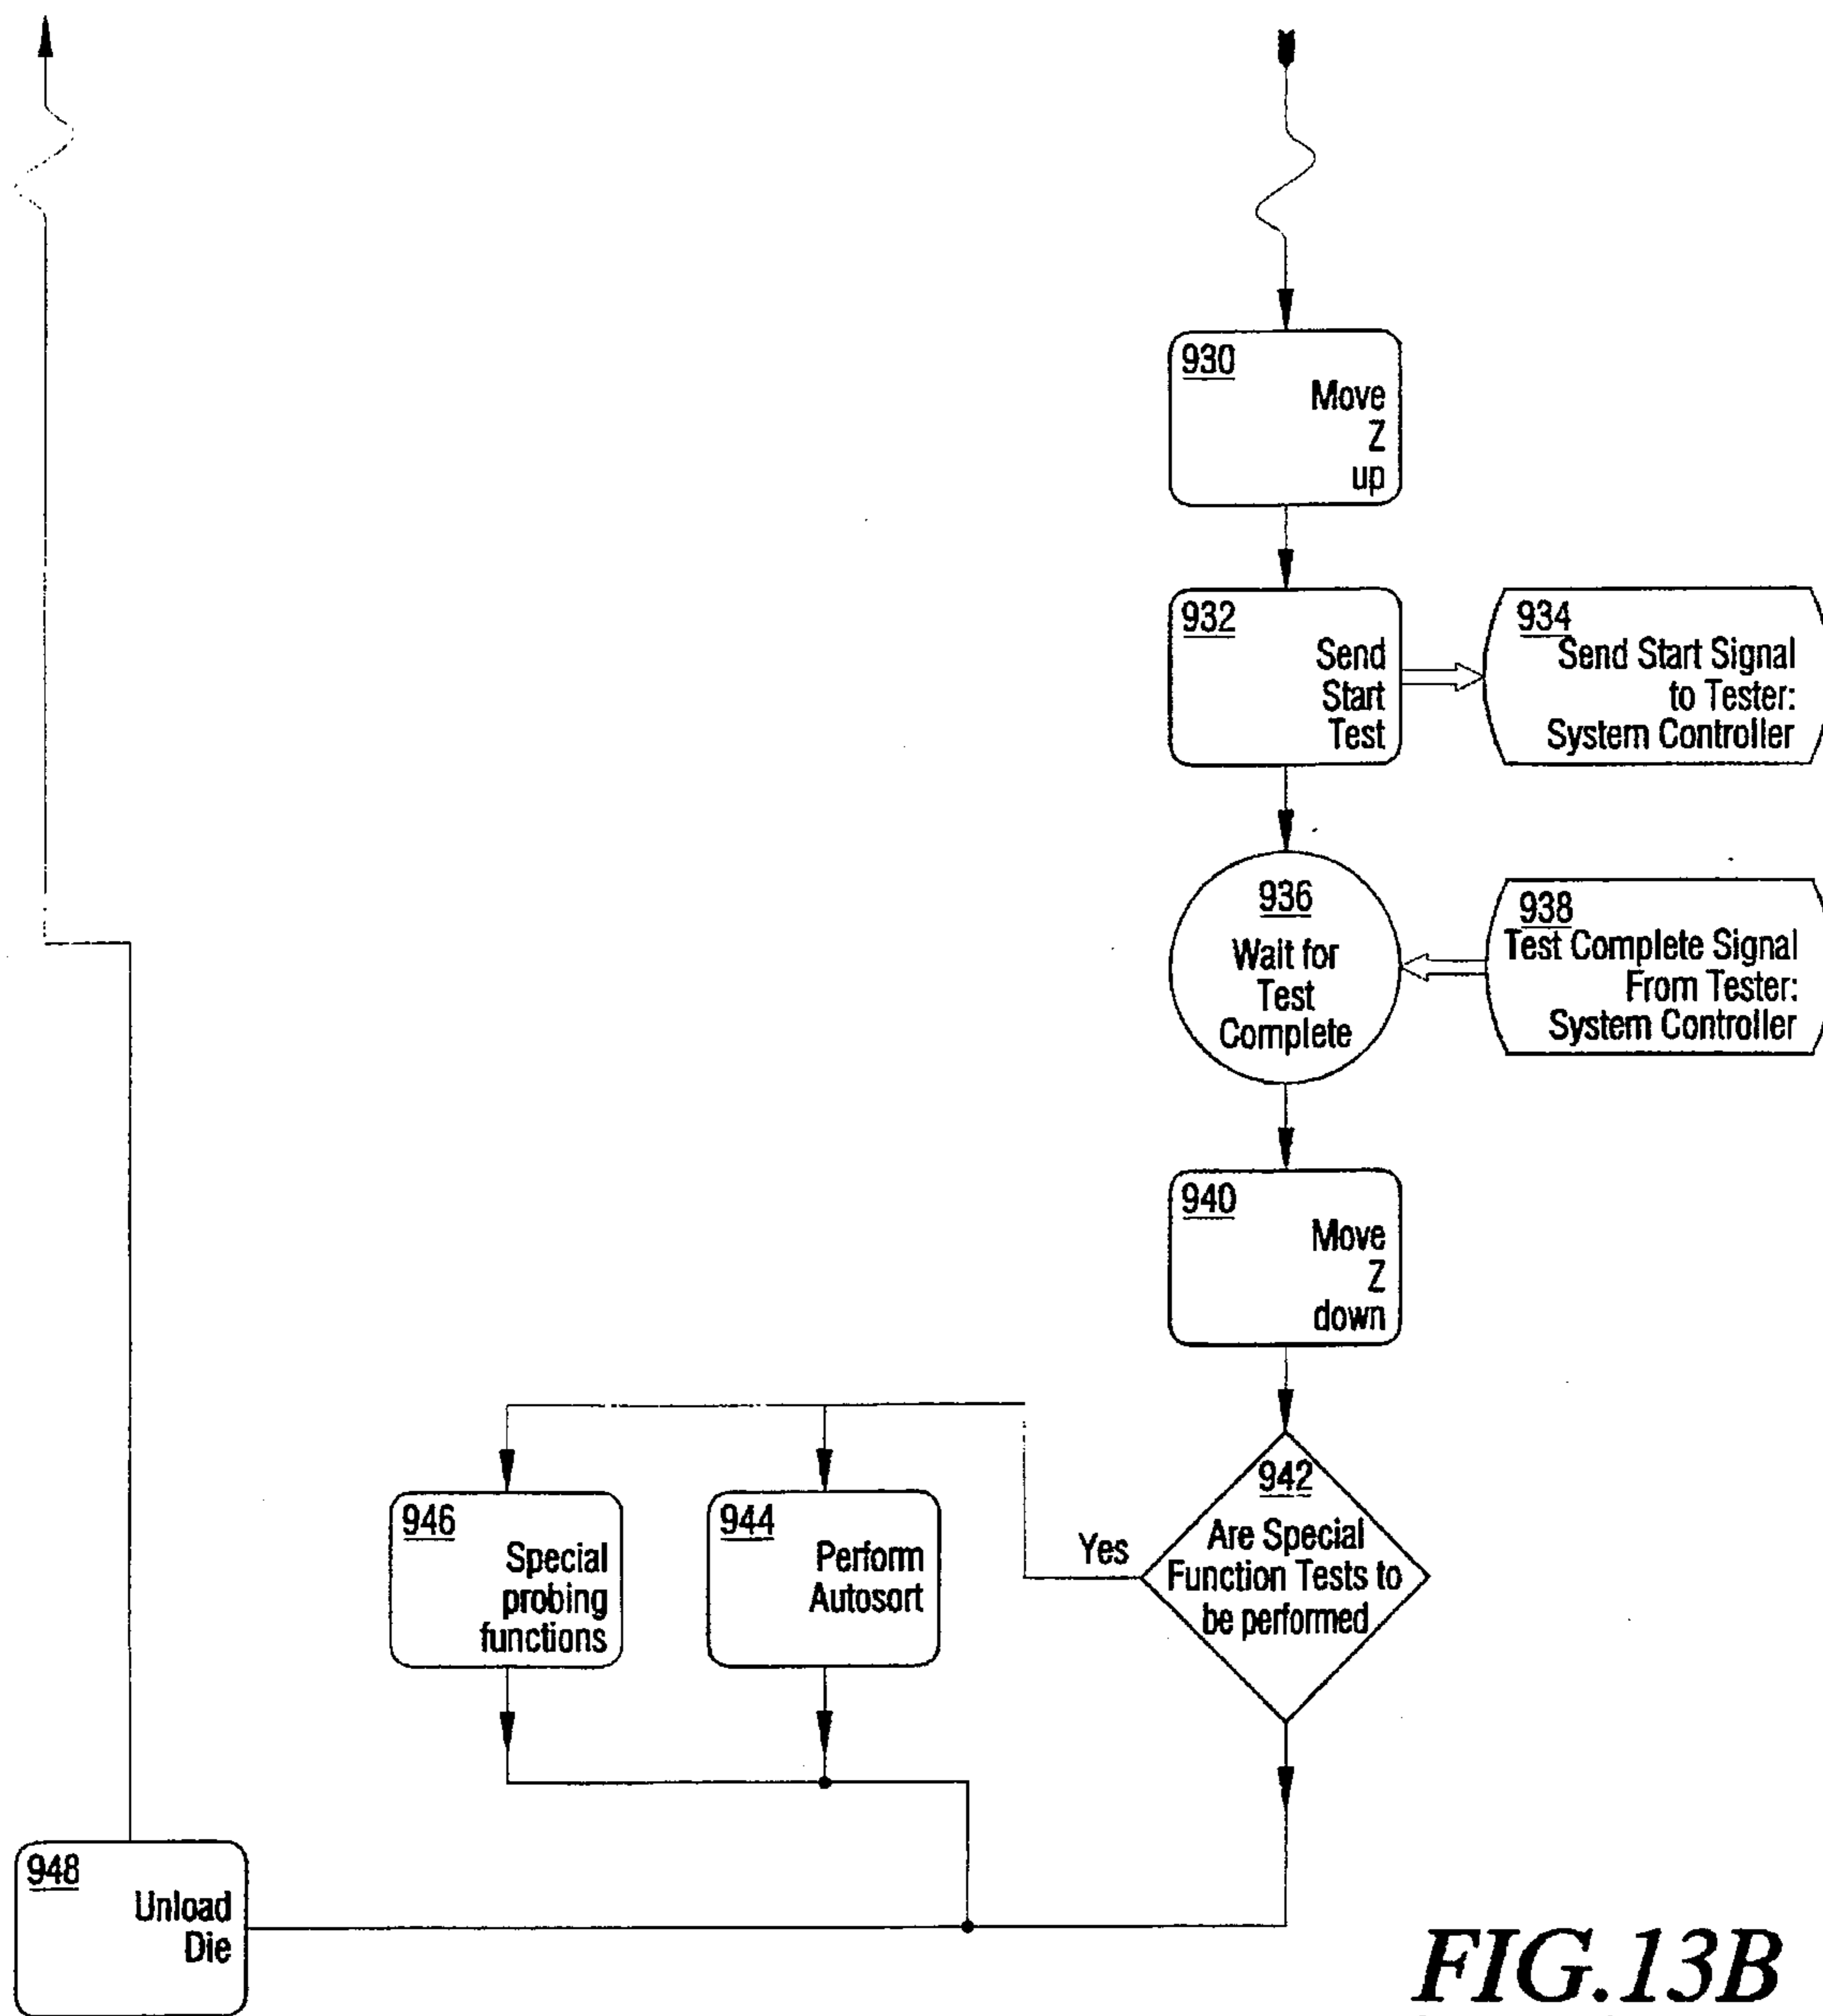 930
Move
Z
up
932
Send
Start
Test
934
Send Start Signal
to Tester:
System Controller
936
Wait for
Test
Complete
938
Test Complete Signal
From Tester:
System Controller
940
Move
Z
down
942
Are Special
Function Tests to
be performed
Yes
944
Perform
Autosort
946
Special
probing
functions
948
Unload
Die
FIG.13B